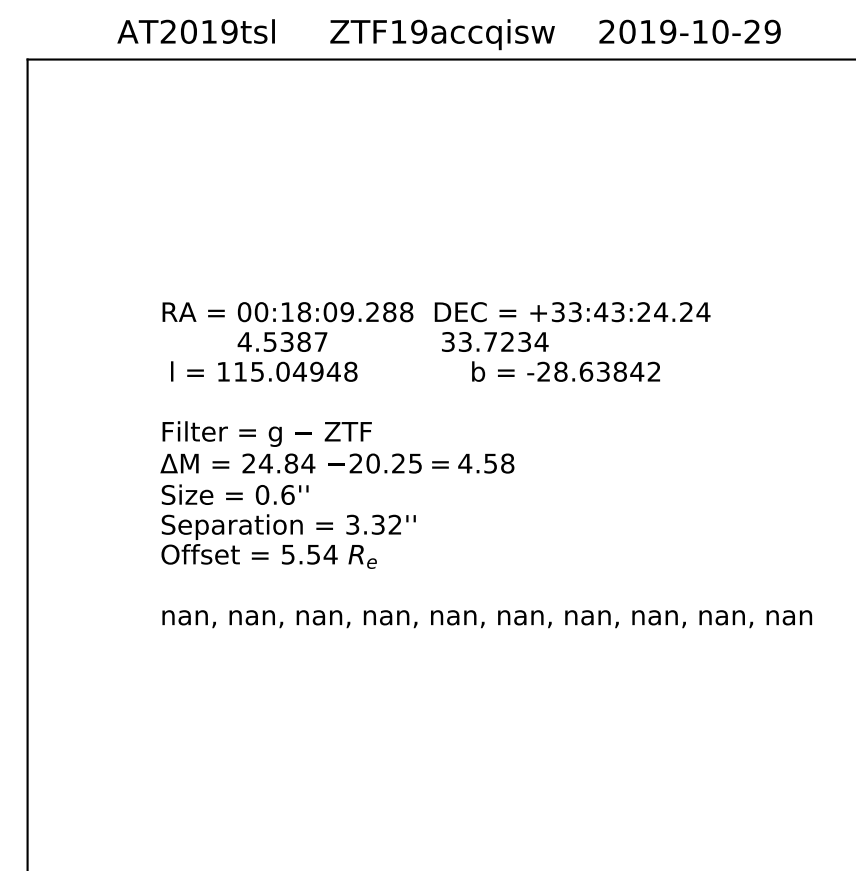 AT2019tsl ZTF19accqisw 2019-10-29
RA = 00:18:09.288 DEC = +33:43:24.24
4.5387 33.7234
l = 115.04948 b = -28.63842
Filter = g − ZTF
ΔM = 24.84 −20.25 = 4.58
Size = 0.6''
Separation = 3.32''
Offset = 5.54 Re
nan, nan, nan, nan, nan, nan, nan, nan, nan, nan